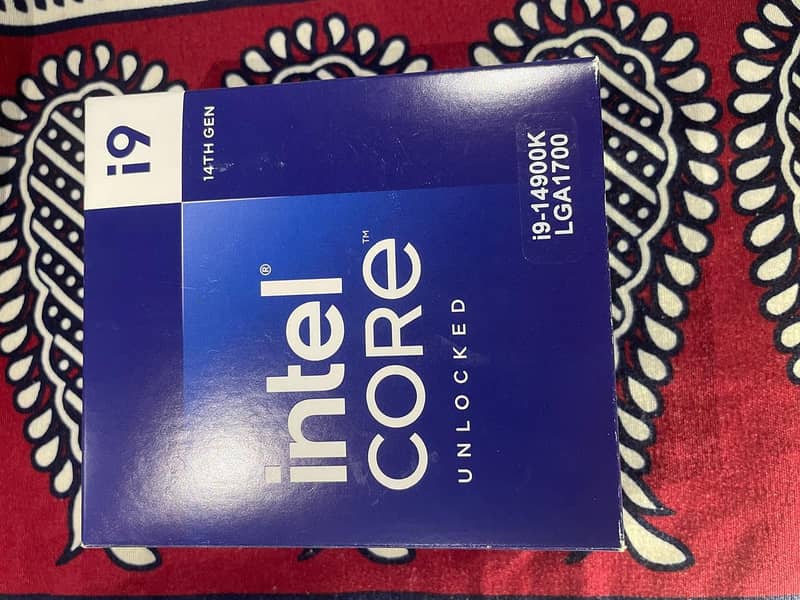 i9
14TH GEN
intel®
CORE™
UNLOCKED
i9-14900K
LGA1700